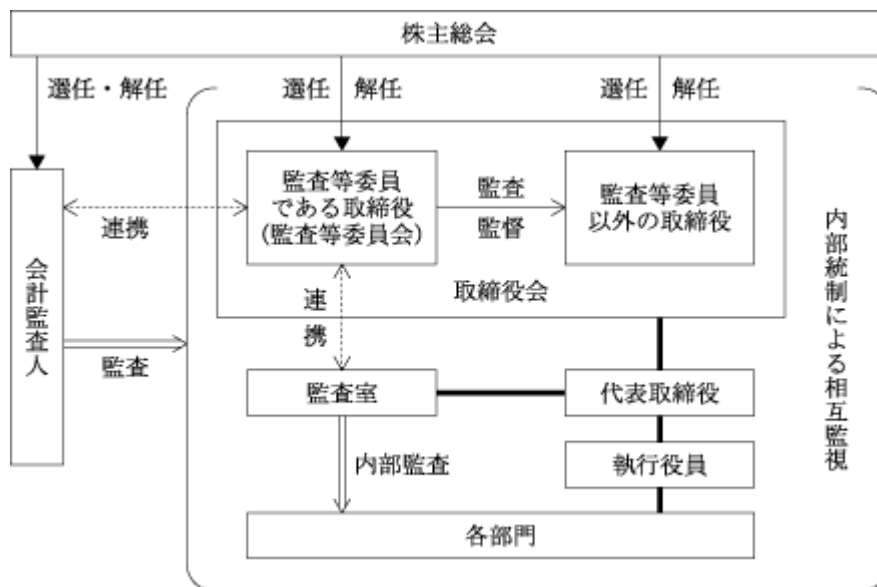 株主総会
選任・解任
選任 解任
選任 解任
監査等委員
である取締役
(監査等委員会)
監査
監督
監査等委員
以外の取締役
連携
取締役会
連
携
会計監査人
監査
監査室
代表取締役
内部監査
執行役員
各部門
内部統制による相互監視